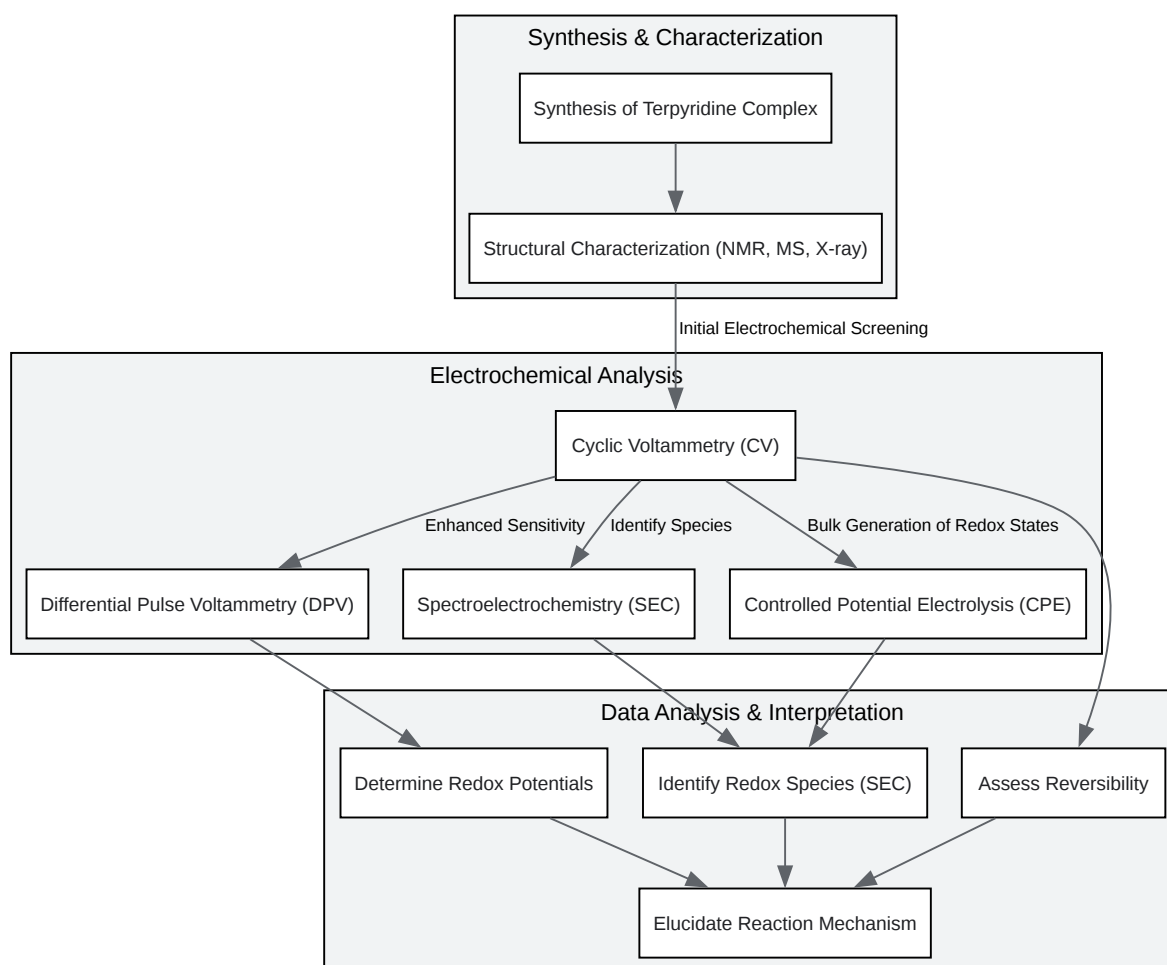 Synthesis & Characterization
Synthesis of Terpyridine Complex
Structural Characterization (NMR, MS, X-ray)
Initial Electrochemical Screening
Electrochemical Analysis
Cyclic Voltammetry (CV)
Enhanced Sensitivity
Identify Species
Bulk Generation of Redox States
Differential Pulse Voltammetry (DPV)
Spectroelectrochemistry (SEC)
Controlled Potential Electrolysis (CPE)
Data Analysis & Interpretation
Determine Redox Potentials
Identify Redox Species (SEC)
Assess Reversibility
Elucidate Reaction Mechanism